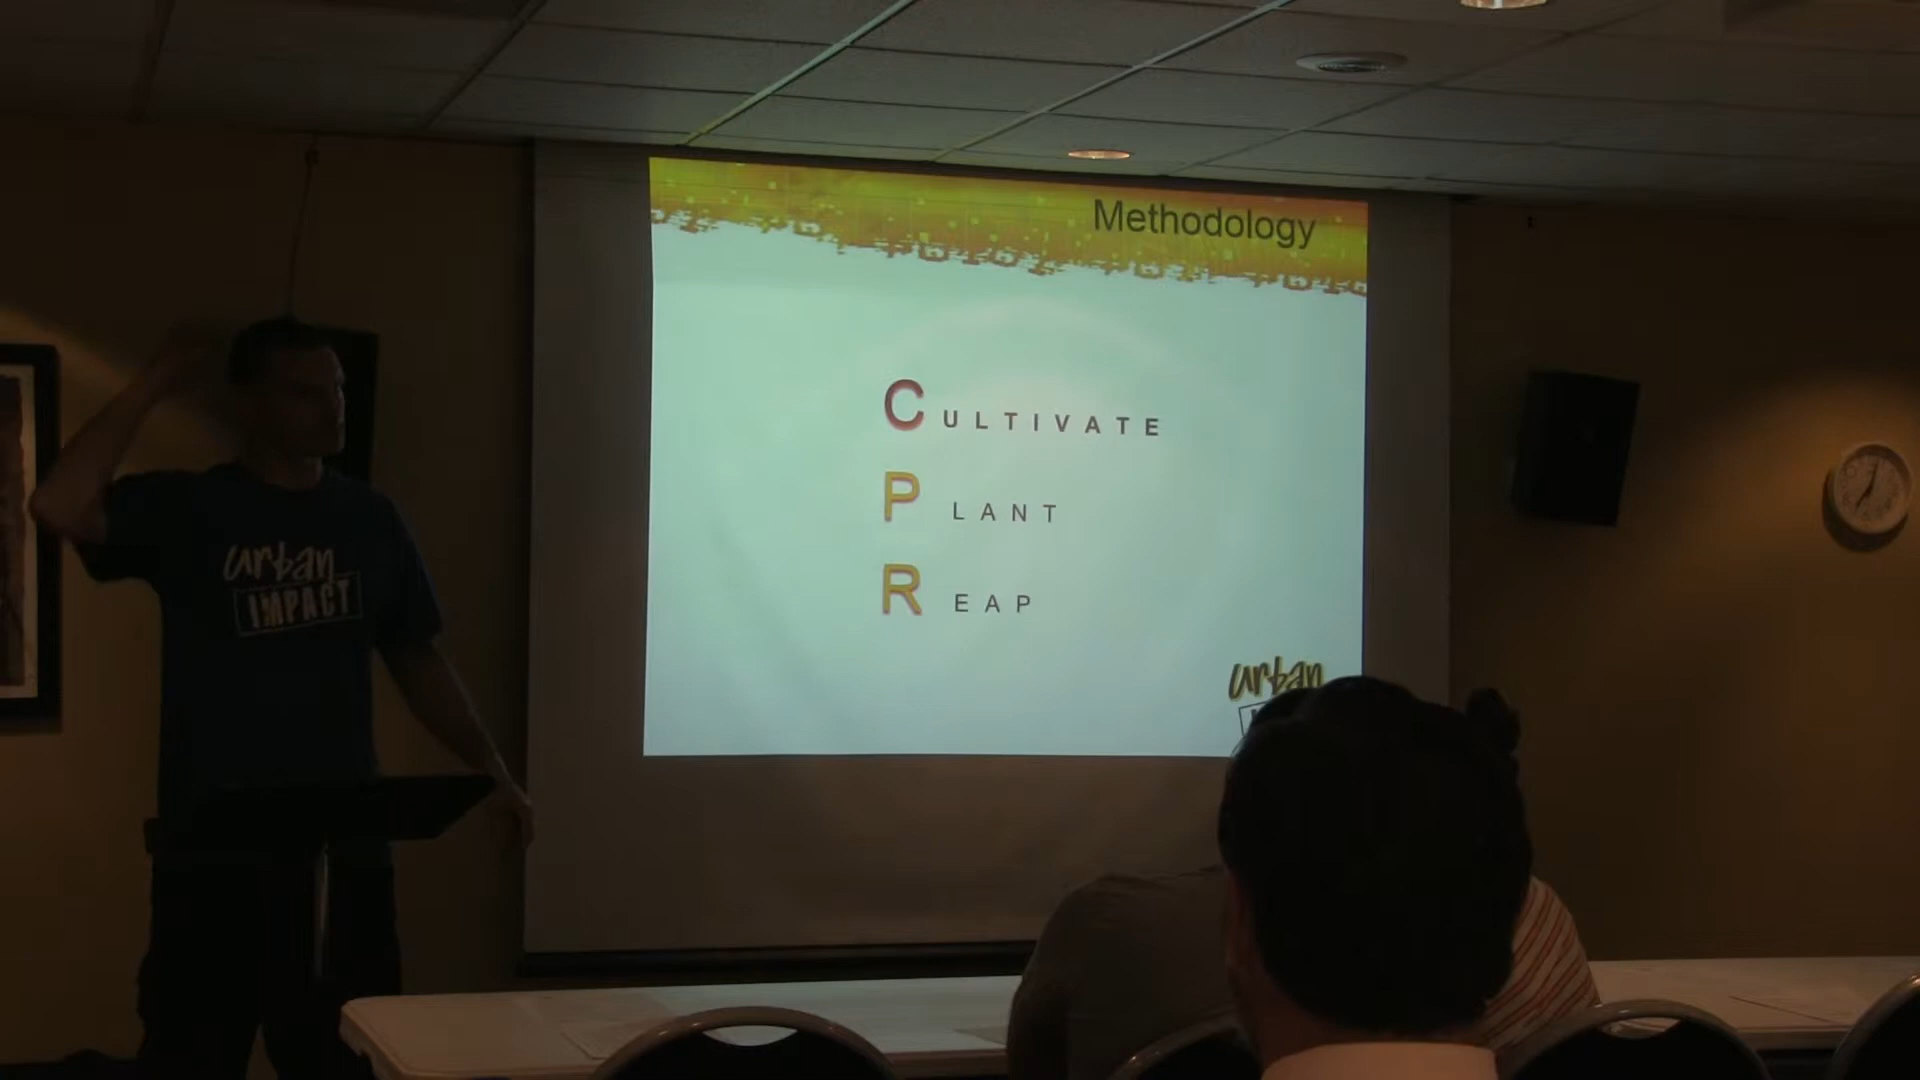 Methodology
CULTIVATE
PLANT
REAP
urban
urban
IMPACT